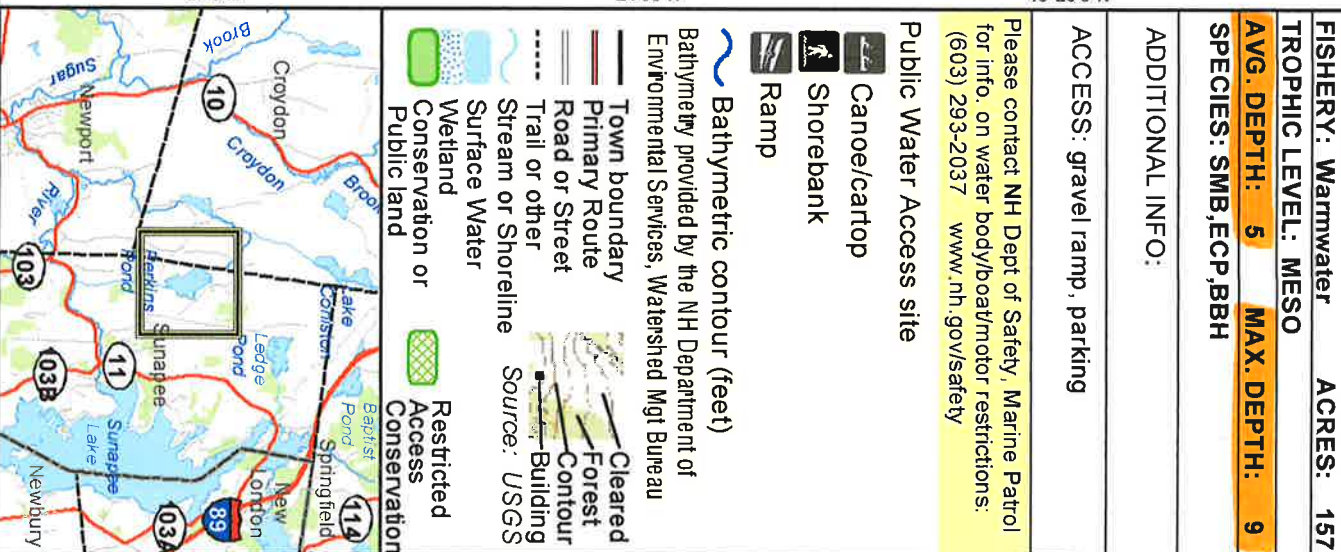 FISHERY: Warmwater ACRES: 157
TROPHIC LEVEL: MESO
AVG. DEPTH: 5 MAX. DEPTH: 9
SPECIES: SMB,ECP,BBH
ADDITIONAL INFO:
ACCESS: gravel ramp, parking
Please contact NH Dept of Safety, Marine Patrol
for info. on water body/boat/motor restrictions:
(603) 293-2037 www.nh.gov/safety
Public Water Access site
Canoe/cartop
Shorebank
Ramp
Bathymetric contour (feet)
Bathymetry provided by the NH Department of
Environmental Services, Watershed Mgt Bureau
Town boundary
Primary Route
Road or Street
Trail or other
Stream or Shoreline
Surface Water
Wetland
Conservation or
Public land
Cleared
Forest
Contour
Building
Source: USGS
Restricted
Access
Conservation
Croydon
Brook
Sugar
Newport
10
Croydon
Brook
River
103
Perkins
Pond
Sunapee
Ledge
Pond
11
103B
Sunapee
Lake
Baptist
Pond
Springfield
New
London
114
89
103A
Newbury